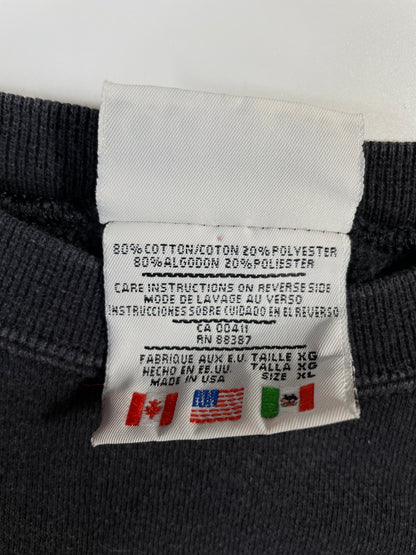 80% COTTON/COTON 20% POLYESTER
80% ALGODON 20% POLIESTER
CARE INSTRUCTIONS ON REVERSE SIDE
MODE DE LAVAGE AU VERSO
INSTRUCCIONES SOBRE CUIDADO EN EL REVERSO
CA 00411
RN 88387
FABRIQUE AUX E.U. TAILLE XG
HECHO EN EE.UU. TALLA XG
MADE IN USA SIZE XL